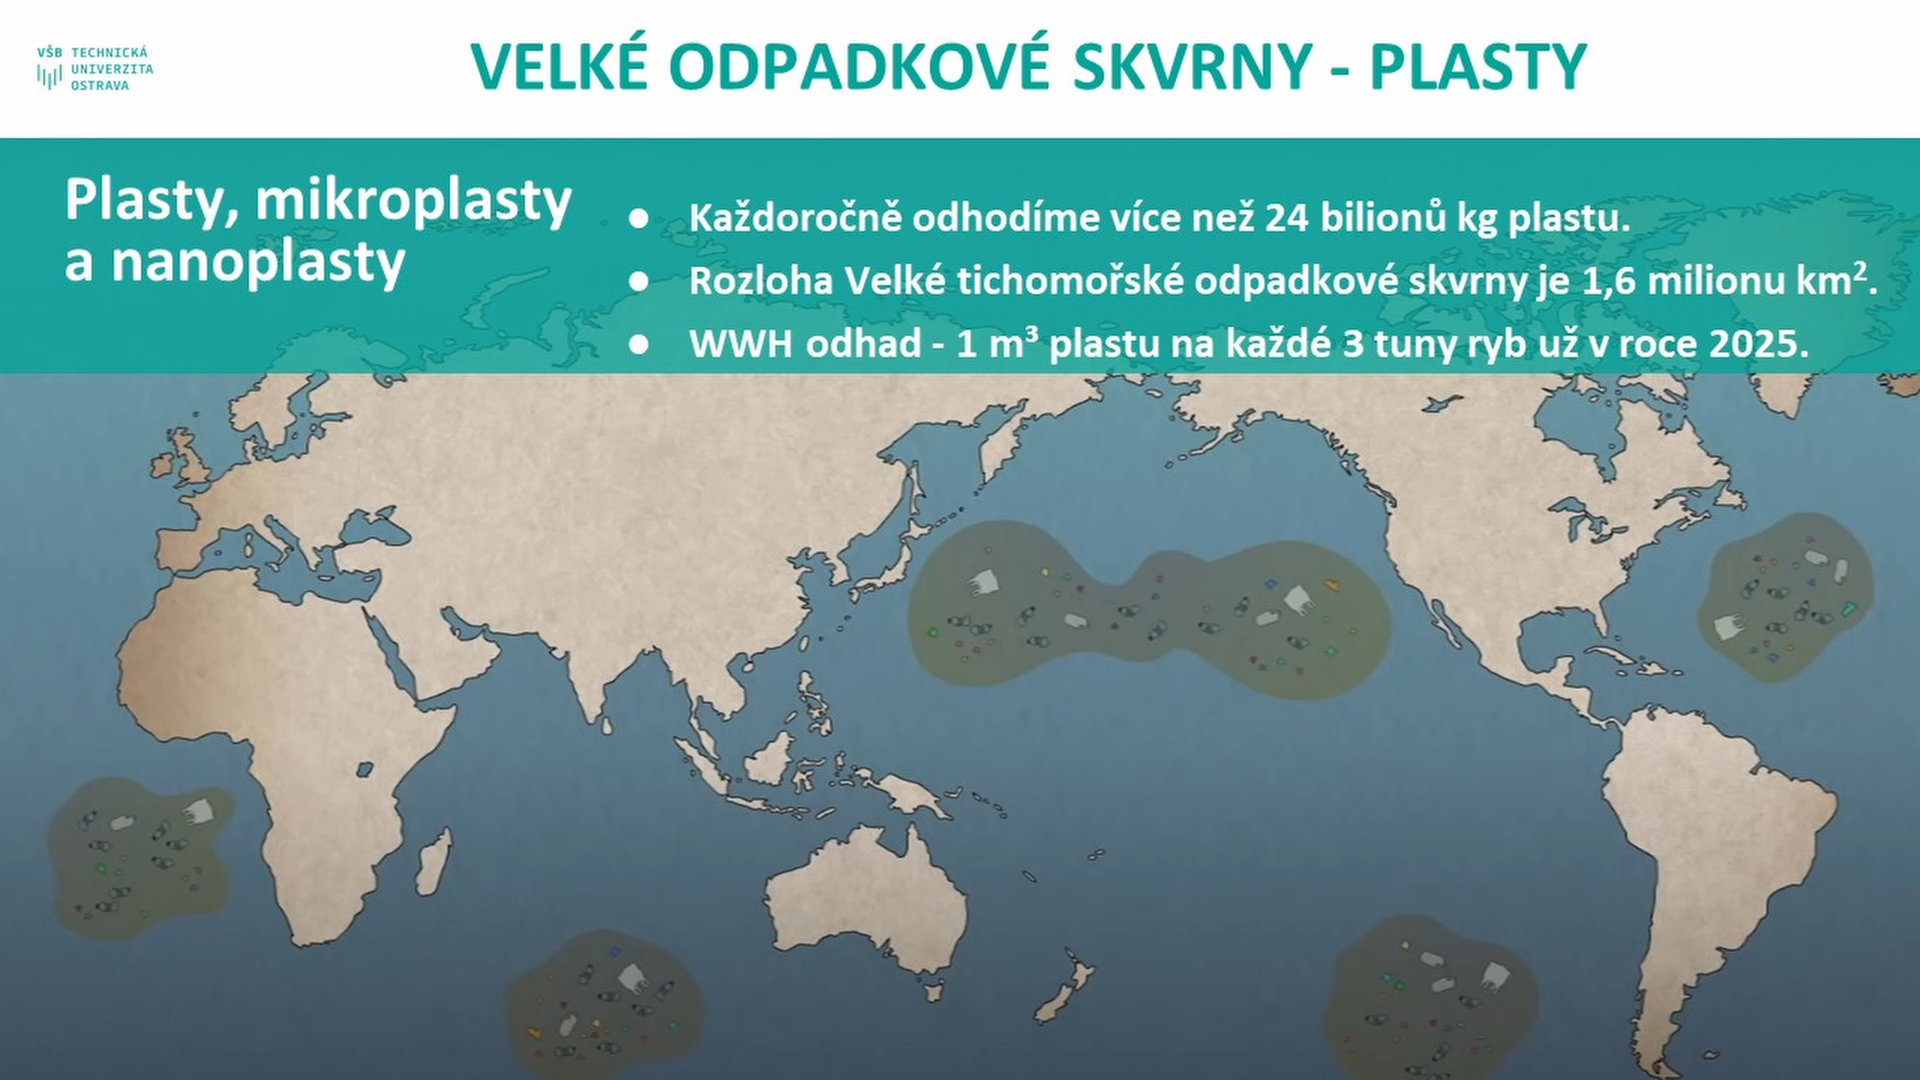 VŠB TECHNICKÁ
UNIVERZITA
OSTRAVA
VELKÉ ODPADKOVÉ SKVRNY - PLASTY
Plasty, mikroplasty
a nanoplasty
● Každoročně odhodíme více než 24 bilionů kg plastu.
● Rozloha Velké tichomořské odpadkové skvrny je 1,6 milionu km².
● WWH odhad - 1 m³ plastu na každé 3 tuny ryb už v roce 2025.